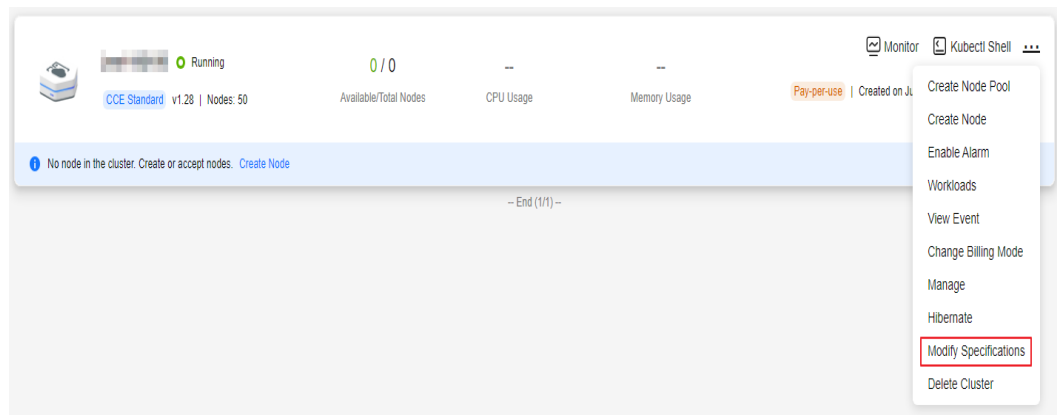 Running
CCE Standard v1.28 | Nodes: 50
0 / 0
Available/Total Nodes
--
CPU Usage
--
Memory Usage
Monitor Kubectl Shell ...
Pay-per-use | Created on Ju
No node in the cluster. Create or accept nodes. Create Node
-- End (1/1) --
Create Node Pool
Create Node
Enable Alarm
Workloads
View Event
Change Billing Mode
Manage
Hibernate
Modify Specifications
Delete Cluster